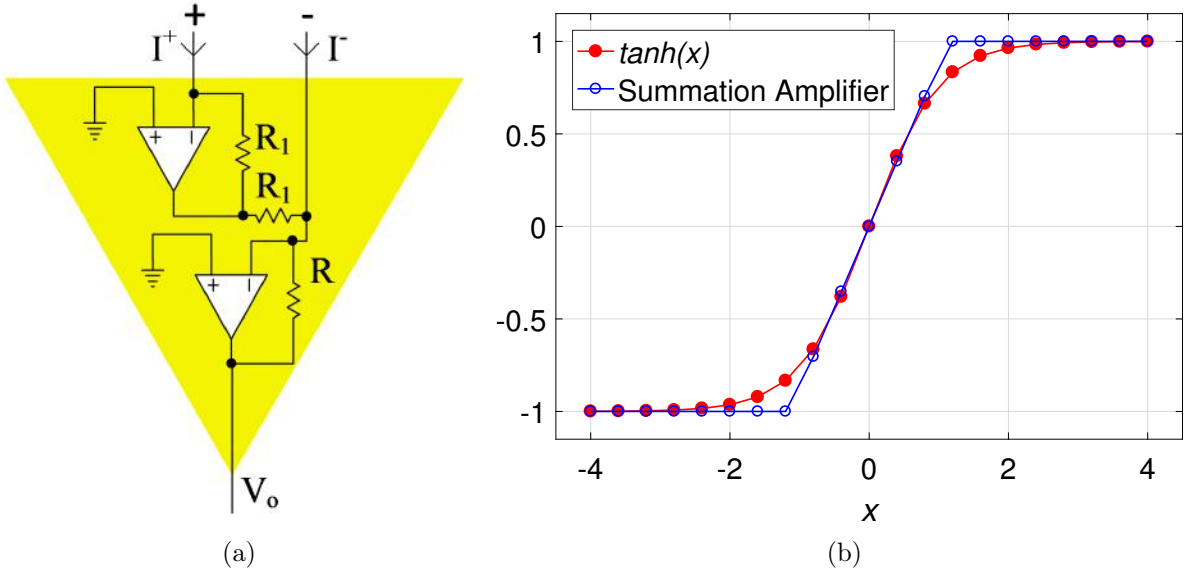 + -
I⁺ I⁻
+ −
R₁
R₁
+ −
R
Vₒ
(a)
tanh(x)
Summation Amplifier
1
0.5
0
-0.5
-1
-4 -2 0 2 4
x
(b)